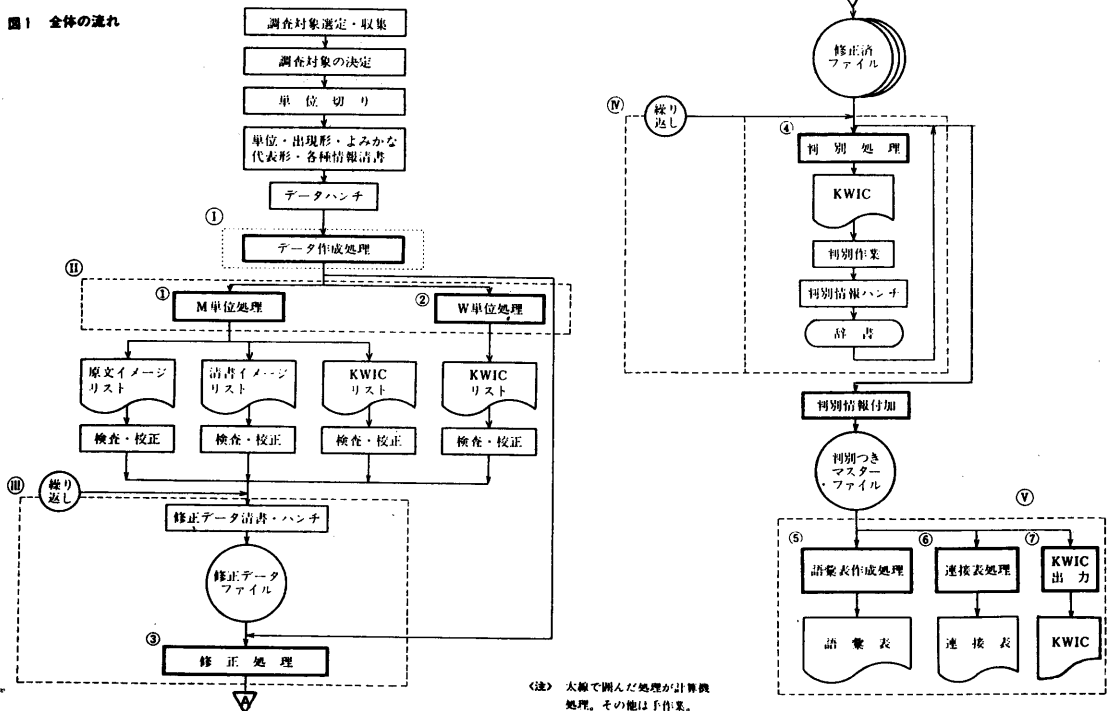 図1 全体の流れ
調査対象選定・収集
調査対象の決定
単位切り
単位・出現形・よみかな
代表形・各種情報清書
データパンチ
Ⅰ
データ作成処理
Ⅱ
①
M単位処理
②
W単位処理
原文イメージ
リスト
清書イメージ
リスト
KWIC
リスト
KWIC
リスト
検査・校正
検査・校正
検査・校正
検査・校正
Ⅲ
繰り
返し
修正データ清書・パンチ
修正データ
ファイル
③
修正処理
A
修正済
ファイル
Ⅳ
繰り
返し
④
判別処理
KWIC
判別作業
判別情報パンチ
辞書
判別情報付加
判別つき
マスター
・ファイル
Ⅴ
⑤
語彙表作成処理
⑥
連接表処理
⑦
KWIC
出力
語彙表
連接表
KWIC
〈注〉 太線で囲んだ処理が計算機
処理。その他は手作業。